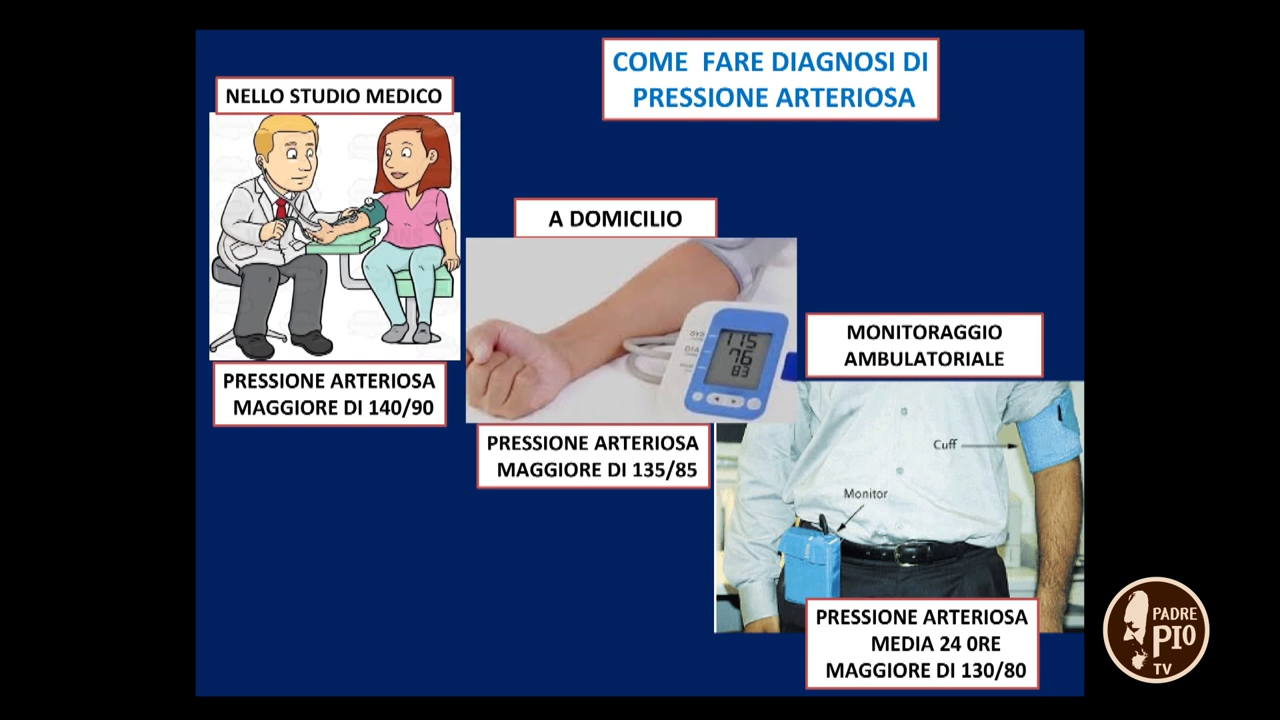 COME FARE DIAGNOSI DI
PRESSIONE ARTERIOSA
NELLO STUDIO MEDICO
PRESSIONE ARTERIOSA
MAGGIORE DI 140/90
A DOMICILIO
SYS
115
DIA
76
83
PRESSIONE ARTERIOSA
MAGGIORE DI 135/85
MONITORAGGIO
AMBULATORIALE
Cuff
Monitor
PRESSIONE ARTERIOSA
MEDIA 24 0RE
MAGGIORE DI 130/80
PADRE
PIO
TV